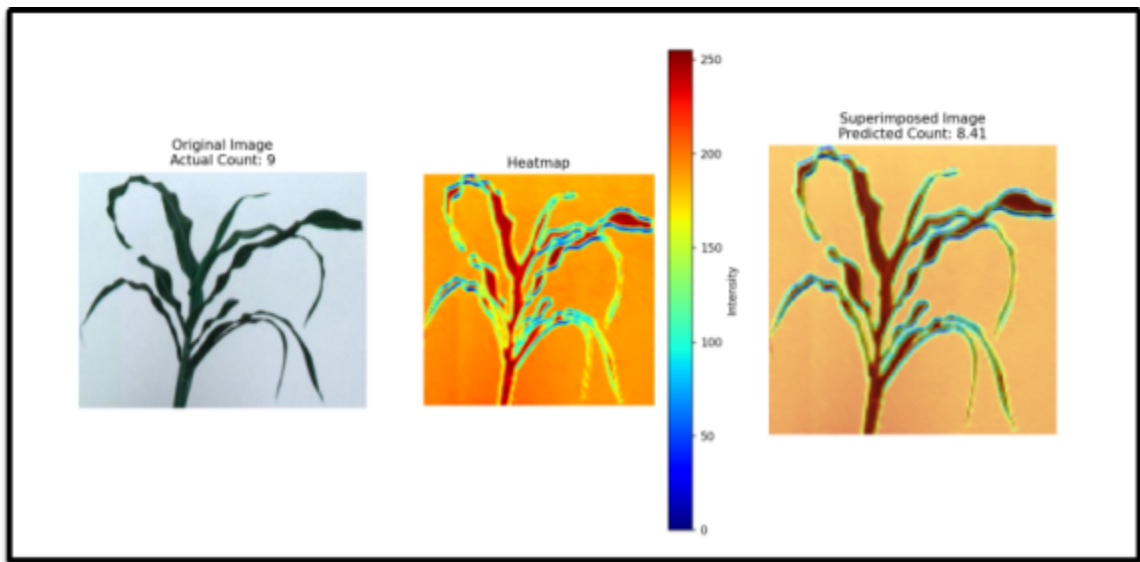 Original Image
Actual Count: 9
Heatmap
250
200
150
100
50
0
Intensity
Superimposed Image
Predicted Count: 8.41